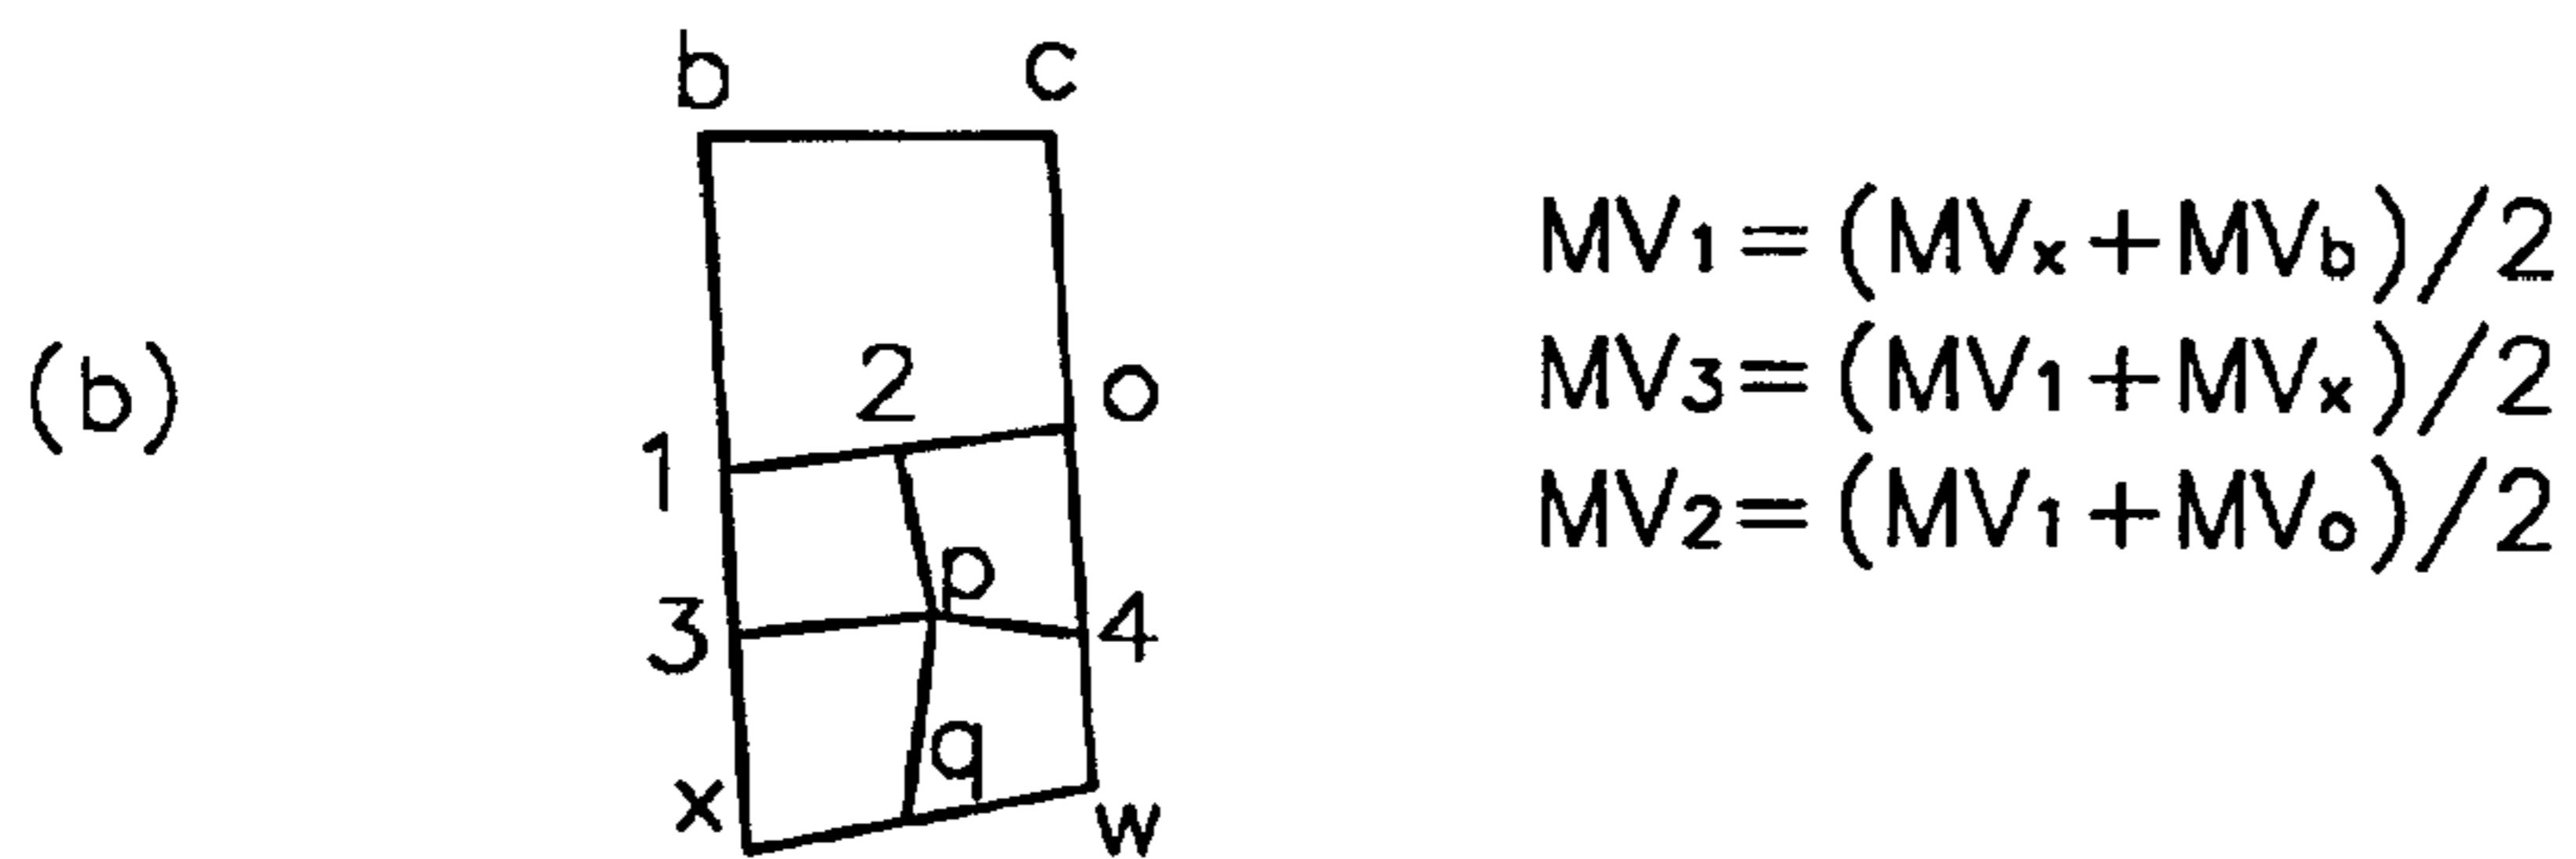 b c
MV1=(MVx+MVb)/2
(b)
2 o
MV3=(MV1+MVx)/2
1
MV2=(MV1+MVo)/2
p
3 4
q
x w